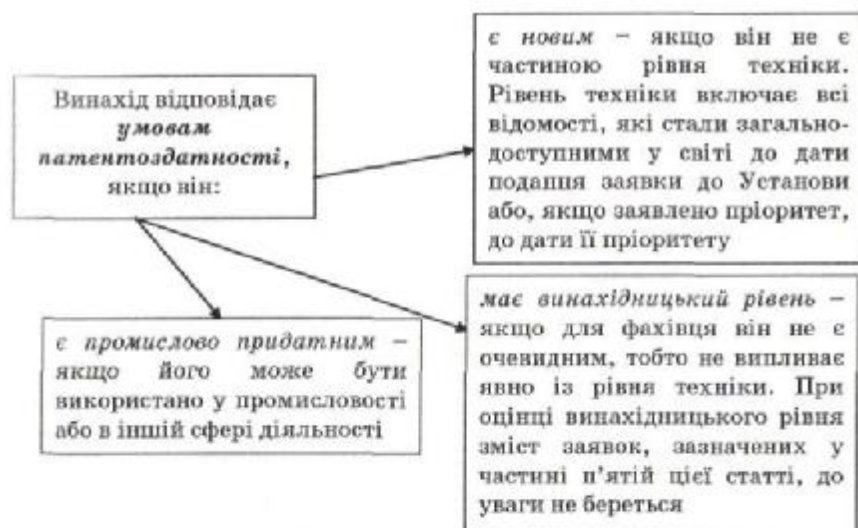 Винахід відповідає
умовам
патентоздатності,
якщо він:
є новим – якщо він не є
частиною рівня техніки.
Рівень техніки включає всі
відомості, які стали загально-
доступними у світі до дати
подання заявки до Установи
або, якщо заявлено пріоритет,
до дати її пріоритету
є промислово придатним –
якщо його може бути
використано у промисловості
або в іншій сфері діяльності
має винахідницький рівень –
якщо для фахівця він не є
очевидним, тобто не випливає
явно із рівня техніки. При
оцінці винахідницького рівня
зміст заявок, зазначених у
частині п’ятій цієї статті, до
уваги не береться